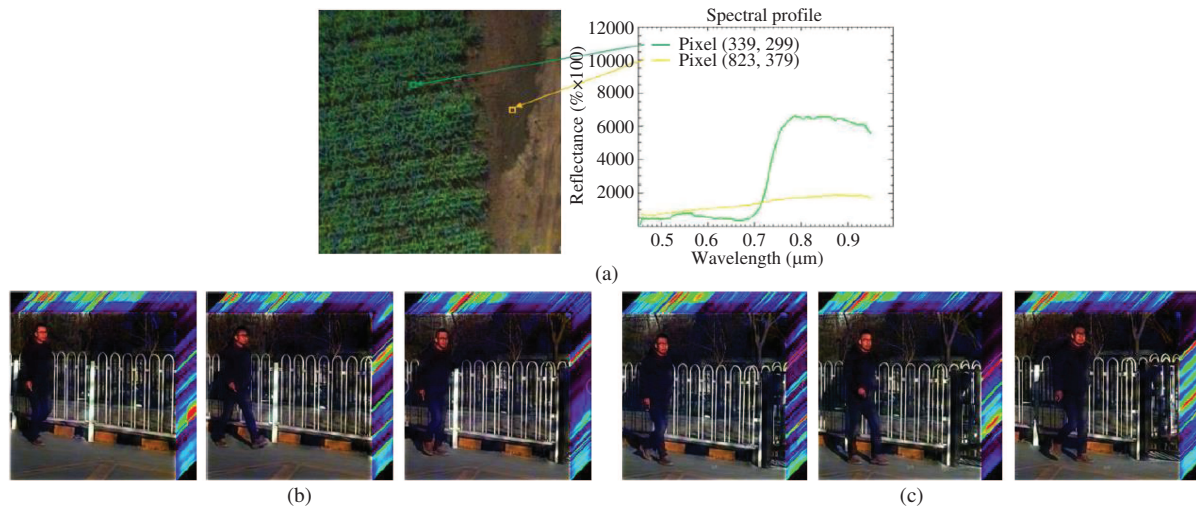 Spectral profile
12000
10000
8000
6000
4000
2000
Reflectance (%×100)
Pixel (339, 299)
Pixel (823, 379)
0.5 0.6 0.7 0.8 0.9
Wavelength (μm)
(a)
(b) (c)